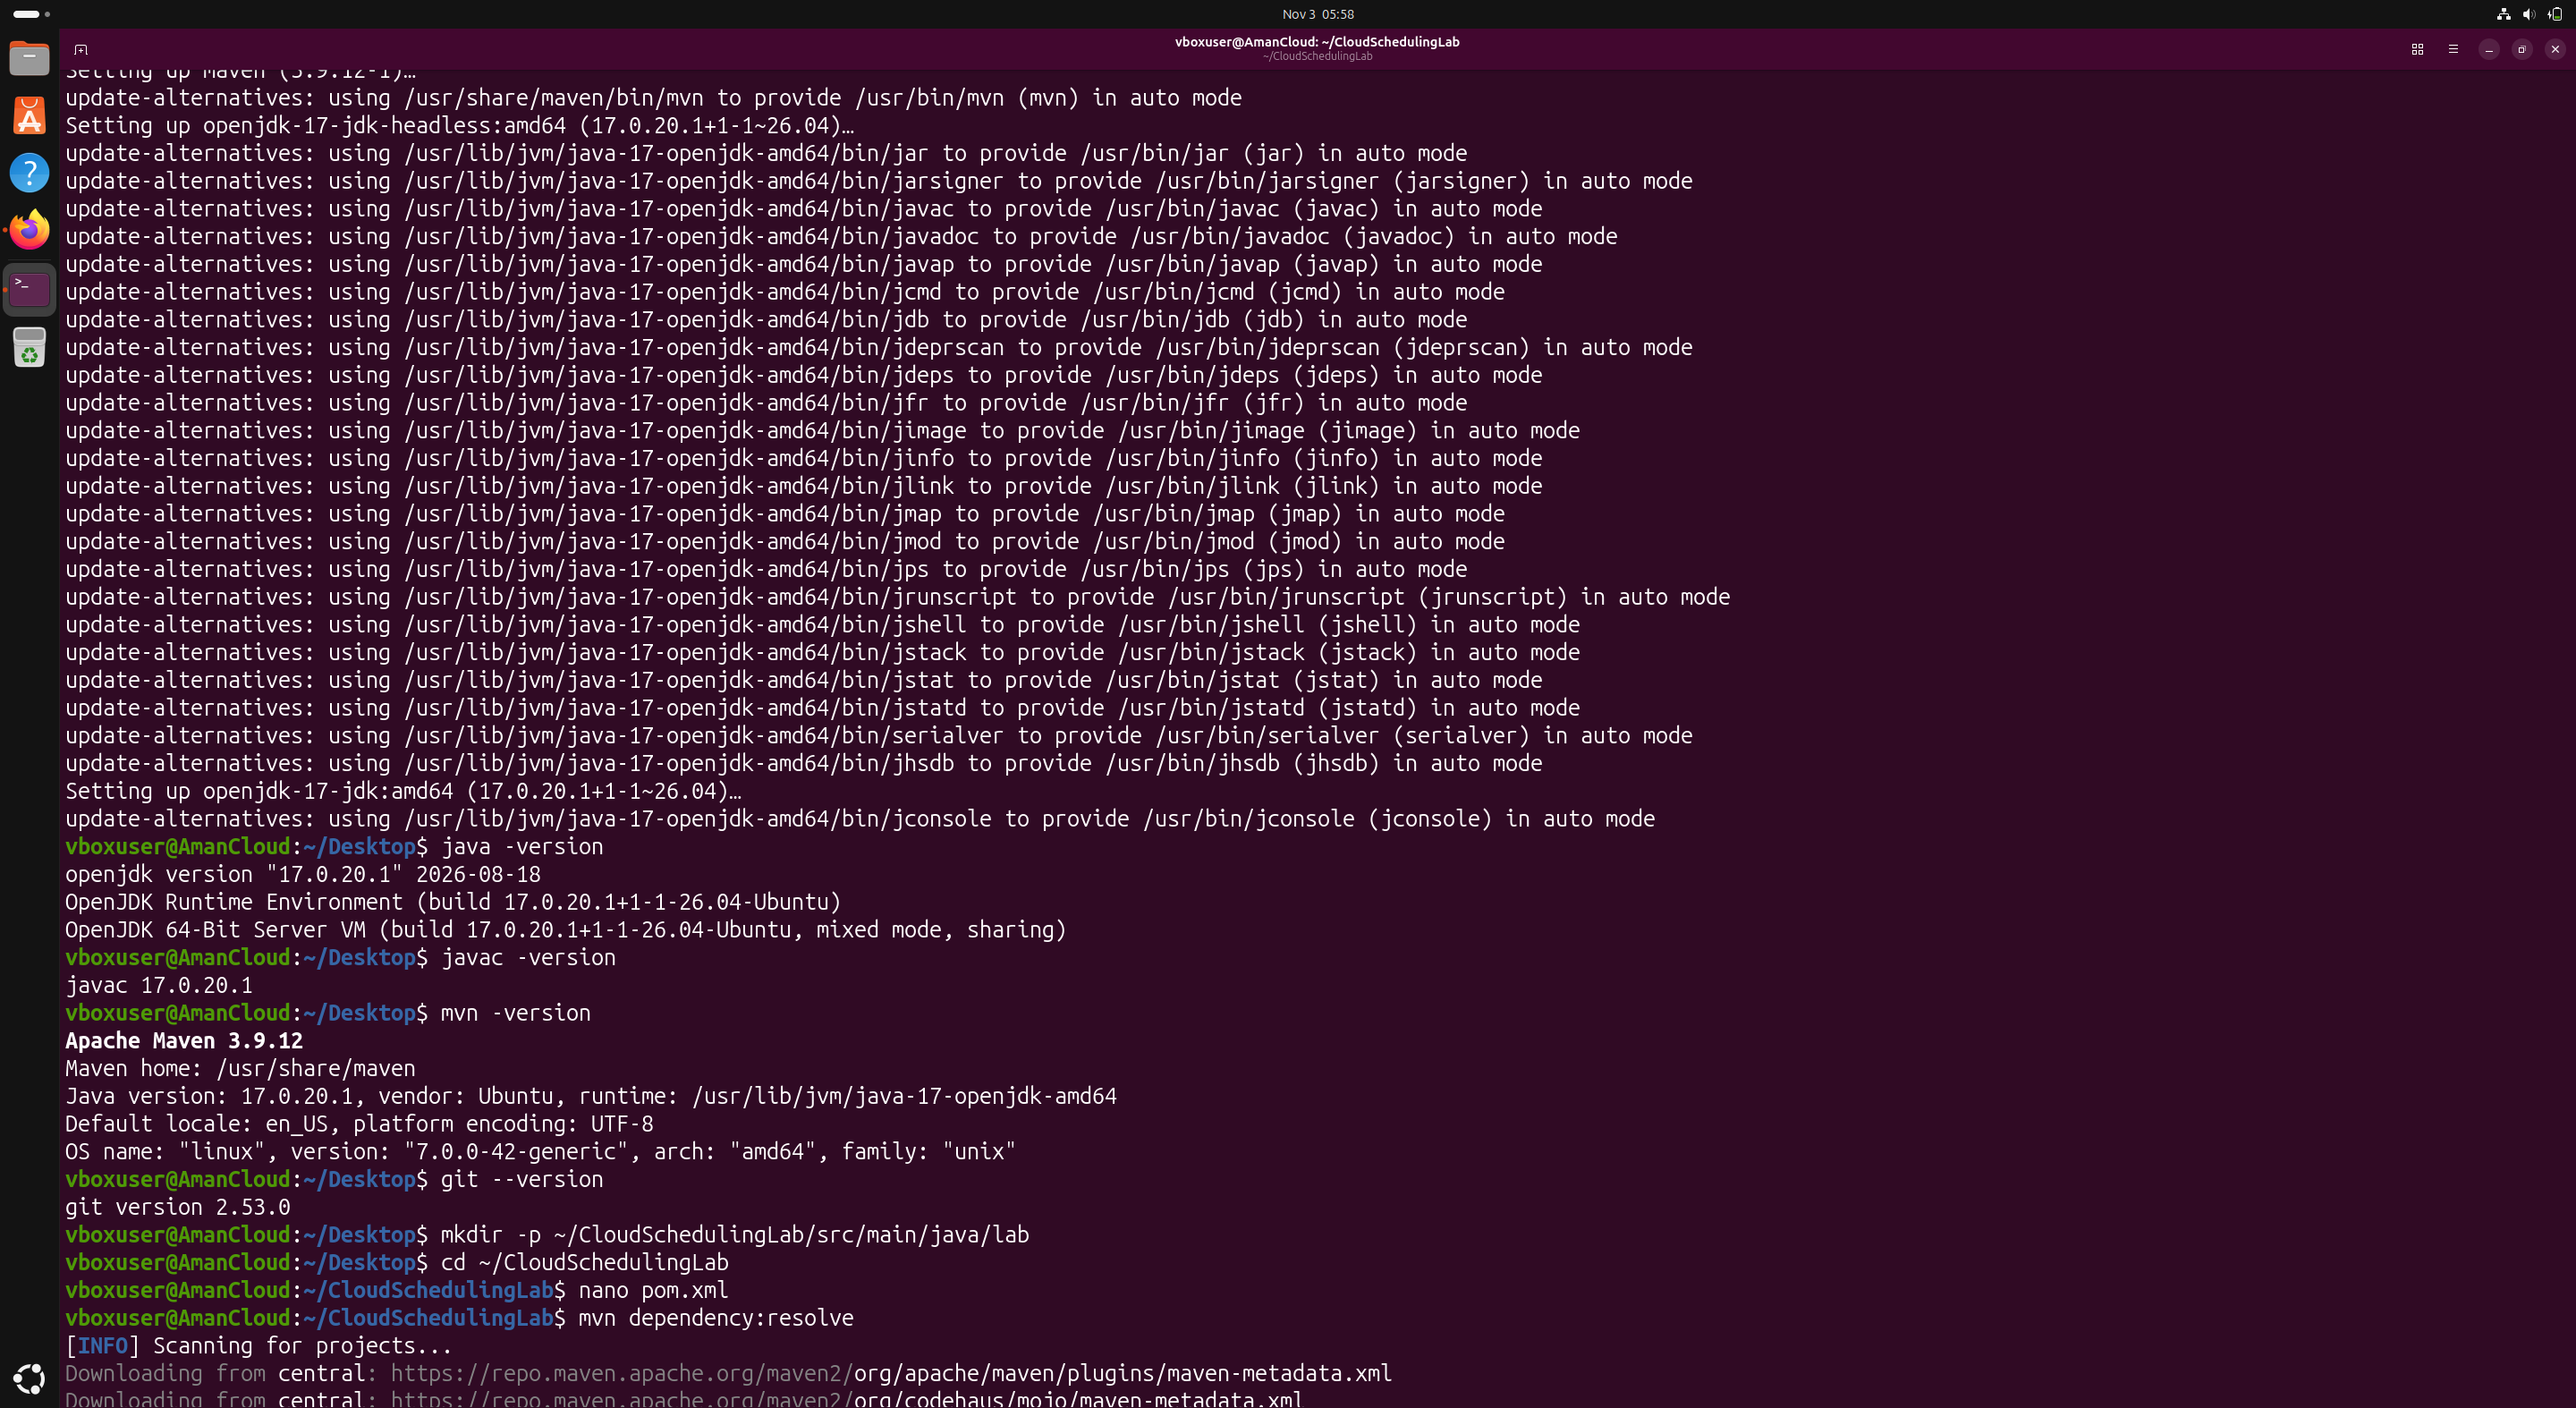 Nov 3 05:58
vboxuser@AmanCloud: ~/CloudSchedulingLab
~/CloudSchedulingLab
Setting up maven (3.9.12-1)…
update-alternatives: using /usr/share/maven/bin/mvn to provide /usr/bin/mvn (mvn) in auto mode
Setting up openjdk-17-jdk-headless:amd64 (17.0.20.1+1-1~26.04)…
update-alternatives: using /usr/lib/jvm/java-17-openjdk-amd64/bin/jar to provide /usr/bin/jar (jar) in auto mode
update-alternatives: using /usr/lib/jvm/java-17-openjdk-amd64/bin/jarsigner to provide /usr/bin/jarsigner (jarsigner) in auto mode
update-alternatives: using /usr/lib/jvm/java-17-openjdk-amd64/bin/javac to provide /usr/bin/javac (javac) in auto mode
update-alternatives: using /usr/lib/jvm/java-17-openjdk-amd64/bin/javadoc to provide /usr/bin/javadoc (javadoc) in auto mode
update-alternatives: using /usr/lib/jvm/java-17-openjdk-amd64/bin/javap to provide /usr/bin/javap (javap) in auto mode
update-alternatives: using /usr/lib/jvm/java-17-openjdk-amd64/bin/jcmd to provide /usr/bin/jcmd (jcmd) in auto mode
update-alternatives: using /usr/lib/jvm/java-17-openjdk-amd64/bin/jdb to provide /usr/bin/jdb (jdb) in auto mode
update-alternatives: using /usr/lib/jvm/java-17-openjdk-amd64/bin/jdeprscan to provide /usr/bin/jdeprscan (jdeprscan) in auto mode
update-alternatives: using /usr/lib/jvm/java-17-openjdk-amd64/bin/jdeps to provide /usr/bin/jdeps (jdeps) in auto mode
update-alternatives: using /usr/lib/jvm/java-17-openjdk-amd64/bin/jfr to provide /usr/bin/jfr (jfr) in auto mode
update-alternatives: using /usr/lib/jvm/java-17-openjdk-amd64/bin/jimage to provide /usr/bin/jimage (jimage) in auto mode
update-alternatives: using /usr/lib/jvm/java-17-openjdk-amd64/bin/jinfo to provide /usr/bin/jinfo (jinfo) in auto mode
update-alternatives: using /usr/lib/jvm/java-17-openjdk-amd64/bin/jlink to provide /usr/bin/jlink (jlink) in auto mode
update-alternatives: using /usr/lib/jvm/java-17-openjdk-amd64/bin/jmap to provide /usr/bin/jmap (jmap) in auto mode
update-alternatives: using /usr/lib/jvm/java-17-openjdk-amd64/bin/jmod to provide /usr/bin/jmod (jmod) in auto mode
update-alternatives: using /usr/lib/jvm/java-17-openjdk-amd64/bin/jps to provide /usr/bin/jps (jps) in auto mode
update-alternatives: using /usr/lib/jvm/java-17-openjdk-amd64/bin/jrunscript to provide /usr/bin/jrunscript (jrunscript) in auto mode
update-alternatives: using /usr/lib/jvm/java-17-openjdk-amd64/bin/jshell to provide /usr/bin/jshell (jshell) in auto mode
update-alternatives: using /usr/lib/jvm/java-17-openjdk-amd64/bin/jstack to provide /usr/bin/jstack (jstack) in auto mode
update-alternatives: using /usr/lib/jvm/java-17-openjdk-amd64/bin/jstat to provide /usr/bin/jstat (jstat) in auto mode
update-alternatives: using /usr/lib/jvm/java-17-openjdk-amd64/bin/jstatd to provide /usr/bin/jstatd (jstatd) in auto mode
update-alternatives: using /usr/lib/jvm/java-17-openjdk-amd64/bin/serialver to provide /usr/bin/serialver (serialver) in auto mode
update-alternatives: using /usr/lib/jvm/java-17-openjdk-amd64/bin/jhsdb to provide /usr/bin/jhsdb (jhsdb) in auto mode
Setting up openjdk-17-jdk:amd64 (17.0.20.1+1-1~26.04)…
update-alternatives: using /usr/lib/jvm/java-17-openjdk-amd64/bin/jconsole to provide /usr/bin/jconsole (jconsole) in auto mode
vboxuser@AmanCloud:~/Desktop$ java -version
openjdk version "17.0.20.1" 2026-08-18
OpenJDK Runtime Environment (build 17.0.20.1+1-1-26.04-Ubuntu)
OpenJDK 64-Bit Server VM (build 17.0.20.1+1-1-26.04-Ubuntu, mixed mode, sharing)
vboxuser@AmanCloud:~/Desktop$ javac -version
javac 17.0.20.1
vboxuser@AmanCloud:~/Desktop$ mvn -version
Apache Maven 3.9.12
Maven home: /usr/share/maven
Java version: 17.0.20.1, vendor: Ubuntu, runtime: /usr/lib/jvm/java-17-openjdk-amd64
Default locale: en_US, platform encoding: UTF-8
OS name: "linux", version: "7.0.0-42-generic", arch: "amd64", family: "unix"
vboxuser@AmanCloud:~/Desktop$ git --version
git version 2.53.0
vboxuser@AmanCloud:~/Desktop$ mkdir -p ~/CloudSchedulingLab/src/main/java/lab
vboxuser@AmanCloud:~/Desktop$ cd ~/CloudSchedulingLab
vboxuser@AmanCloud:~/CloudSchedulingLab$ nano pom.xml
vboxuser@AmanCloud:~/CloudSchedulingLab$ mvn dependency:resolve
[INFO] Scanning for projects...
Downloading from central: https://repo.maven.apache.org/maven2/org/apache/maven/plugins/maven-metadata.xml
Downloading from central: https://repo.maven.apache.org/maven2/org/codehaus/mojo/maven-metadata.xml